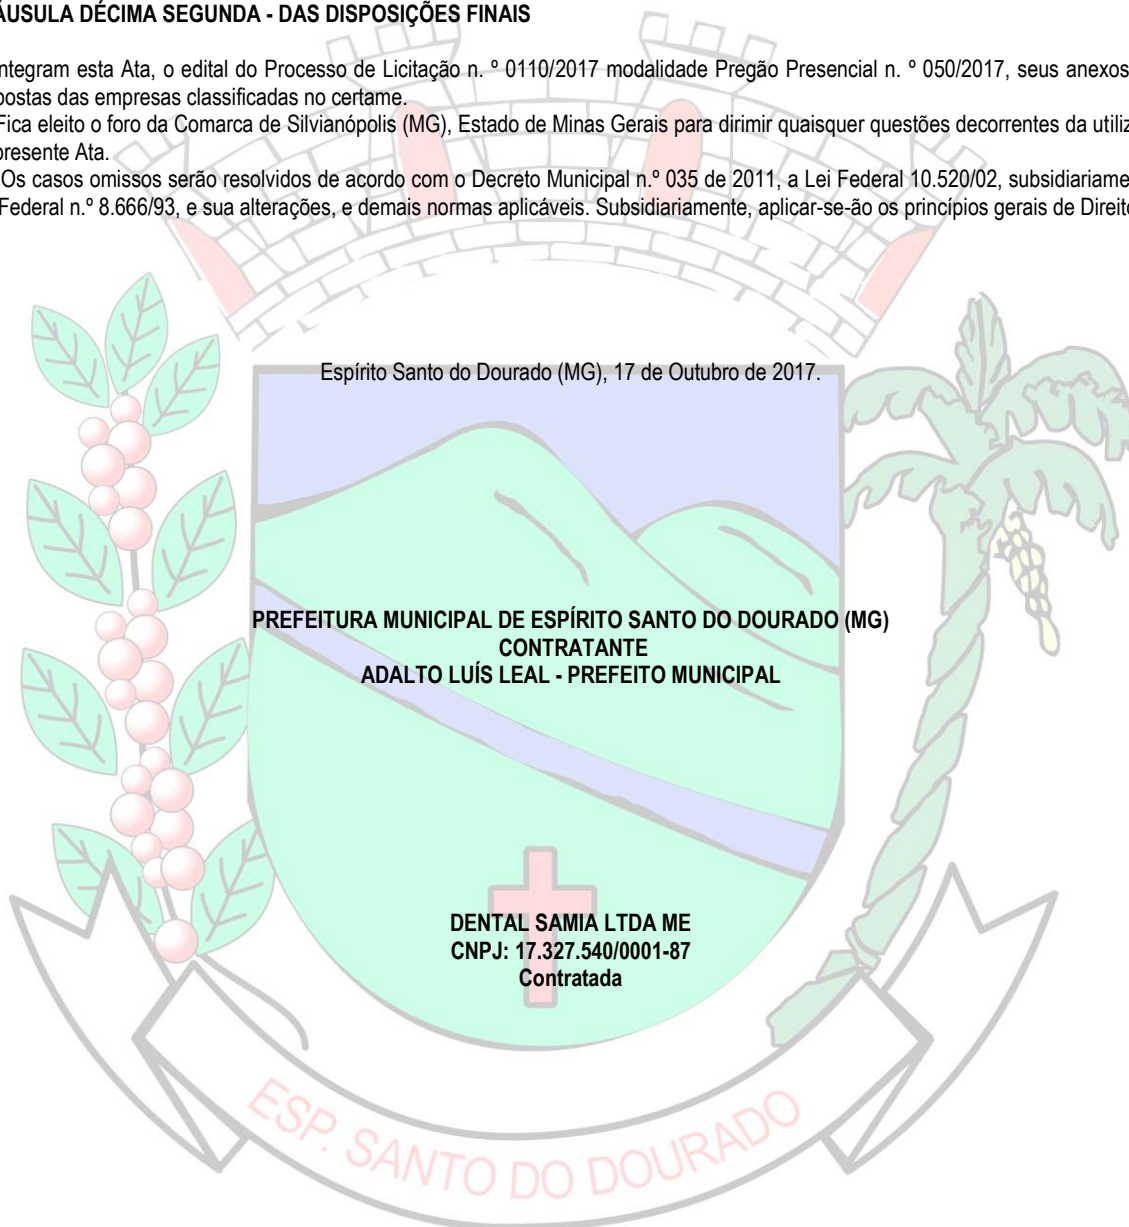 ÁUSULA DÉCIMA SEGUNDA - DAS DISPOSIÇÕES FINAIS
ntegram esta Ata, o edital do Processo de Licitação n. º 0110/2017 modalidade Pregão Presencial n. º 050/2017, seus anexos
postas das empresas classificadas no certame.
Fica eleito o foro da Comarca de Silvianópolis (MG), Estado de Minas Gerais para dirimir quaisquer questões decorrentes da utiliz
presente Ata.
Os casos omissos serão resolvidos de acordo com o Decreto Municipal n.º 035 de 2011, a Lei Federal 10.520/02, subsidiariame
Federal n.º 8.666/93, e sua alterações, e demais normas aplicáveis. Subsidiariamente, aplicar-se-ão os princípios gerais de Direit
Espírito Santo do Dourado (MG), 17 de Outubro de 2017.
PREFEITURA MUNICIPAL DE ESPÍRITO SANTO DO DOURADO (MG)
CONTRATANTE
ADALTO LUÍS LEAL - PREFEITO MUNICIPAL
DENTAL SAMIA LTDA ME
CNPJ: 17.327.540/0001-87
Contratada
ESP. SANTO DO DOURADO